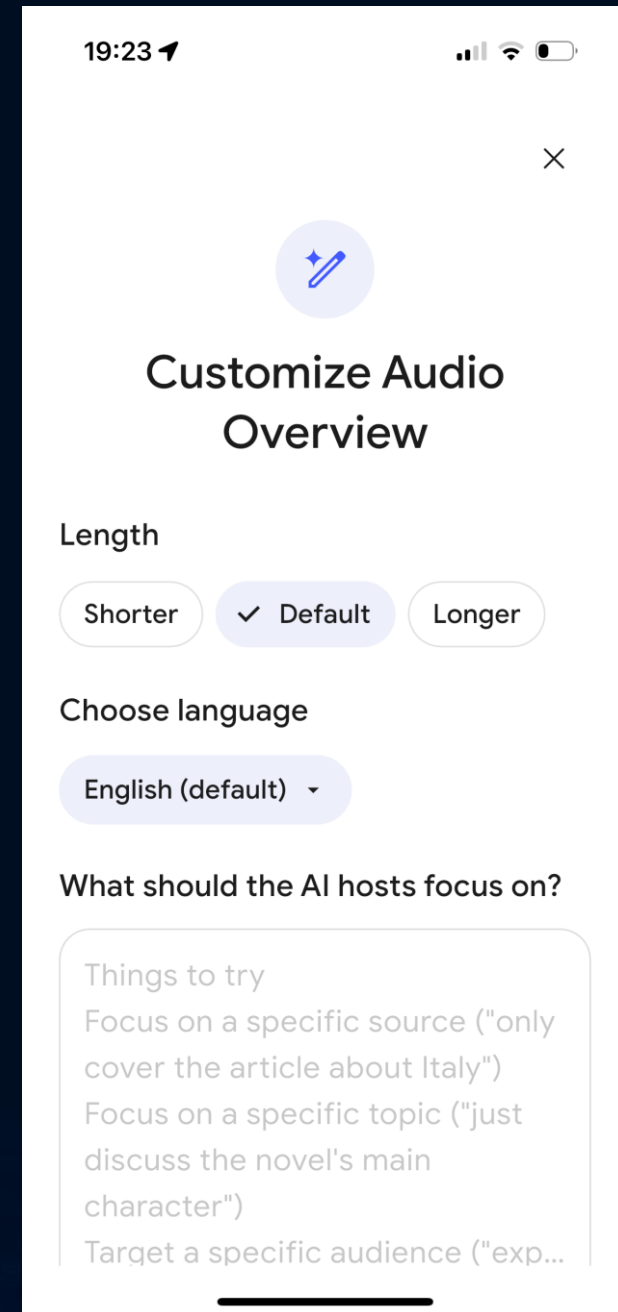 19:23
Customize Audio
Overview
Length
Shorter
Default
Longer
Choose language
English (default)
What should the AI hosts focus on?
Things to try
Focus on a specific source ("only
cover the article about Italy")
Focus on a specific topic ("just
discuss the novel's main
character")
Target a specific audience ("exp...